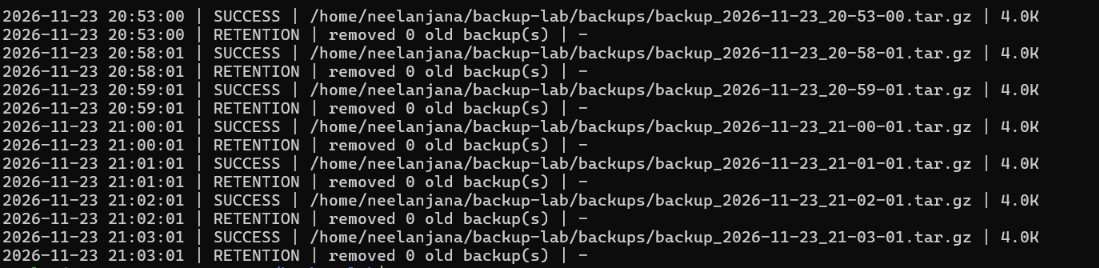 2026-11-23 20:53:00 | SUCCESS | /home/neelanjana/backup-lab/backups/backup_2026-11-23_20-53-00.tar.gz | 4.0K
2026-11-23 20:53:00 | RETENTION | removed 0 old backup(s) | -
2026-11-23 20:58:01 | SUCCESS | /home/neelanjana/backup-lab/backups/backup_2026-11-23_20-58-01.tar.gz | 4.0K
2026-11-23 20:58:01 | RETENTION | removed 0 old backup(s) | -
2026-11-23 20:59:01 | SUCCESS | /home/neelanjana/backup-lab/backups/backup_2026-11-23_20-59-01.tar.gz | 4.0K
2026-11-23 20:59:01 | RETENTION | removed 0 old backup(s) | -
2026-11-23 21:00:01 | SUCCESS | /home/neelanjana/backup-lab/backups/backup_2026-11-23_21-00-01.tar.gz | 4.0K
2026-11-23 21:00:01 | RETENTION | removed 0 old backup(s) | -
2026-11-23 21:01:01 | SUCCESS | /home/neelanjana/backup-lab/backups/backup_2026-11-23_21-01-01.tar.gz | 4.0K
2026-11-23 21:01:01 | RETENTION | removed 0 old backup(s) | -
2026-11-23 21:02:01 | SUCCESS | /home/neelanjana/backup-lab/backups/backup_2026-11-23_21-02-01.tar.gz | 4.0K
2026-11-23 21:02:01 | RETENTION | removed 0 old backup(s) | -
2026-11-23 21:03:01 | SUCCESS | /home/neelanjana/backup-lab/backups/backup_2026-11-23_21-03-01.tar.gz | 4.0K
2026-11-23 21:03:01 | RETENTION | removed 0 old backup(s) | -